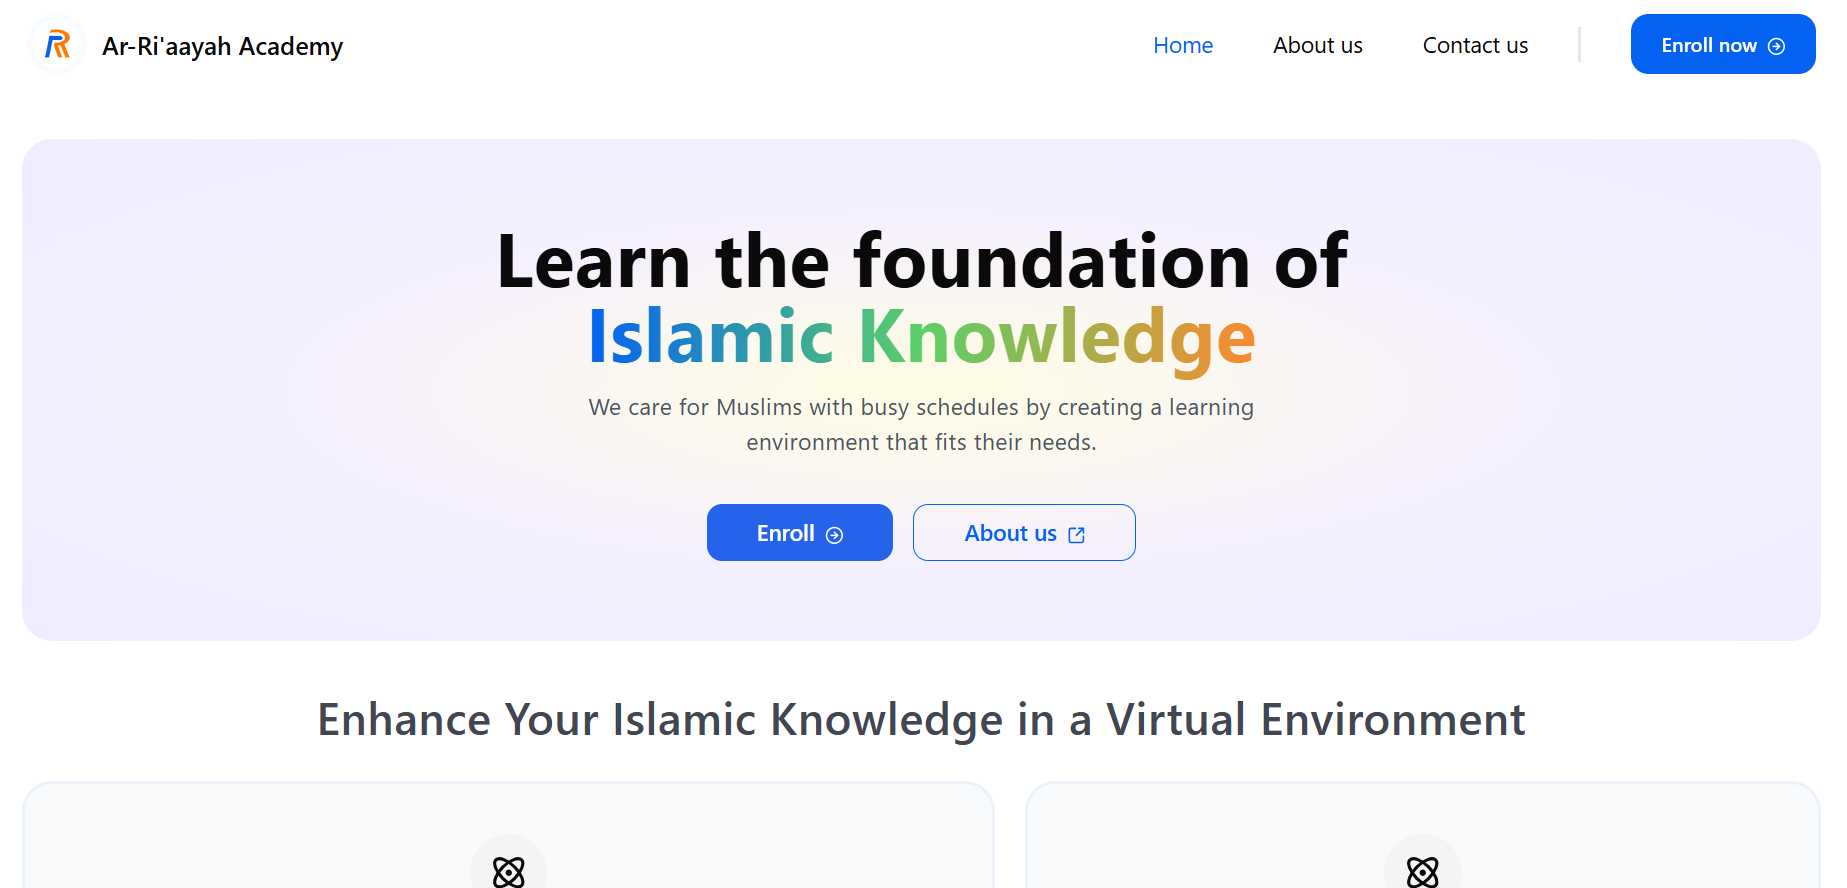 Ar-Ri'aayah Academy
Home
About us
Contact us
Enroll now
Learn the foundation of
Islamic Knowledge
We care for Muslims with busy schedules by creating a learning
environment that fits their needs.
Enroll
About us
Enhance Your Islamic Knowledge in a Virtual Environment